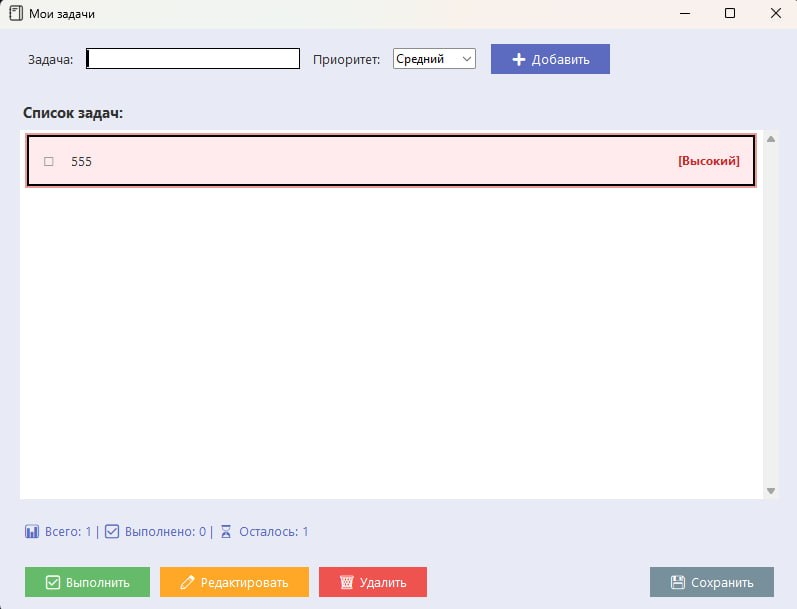 Мои задачи
Задача: Приоритет: Средний Добавить
Список задач:
555 [Высокий]
Всего: 1 | Выполнено: 0 | Осталось: 1
Выполнить Редактировать Удалить Сохранить